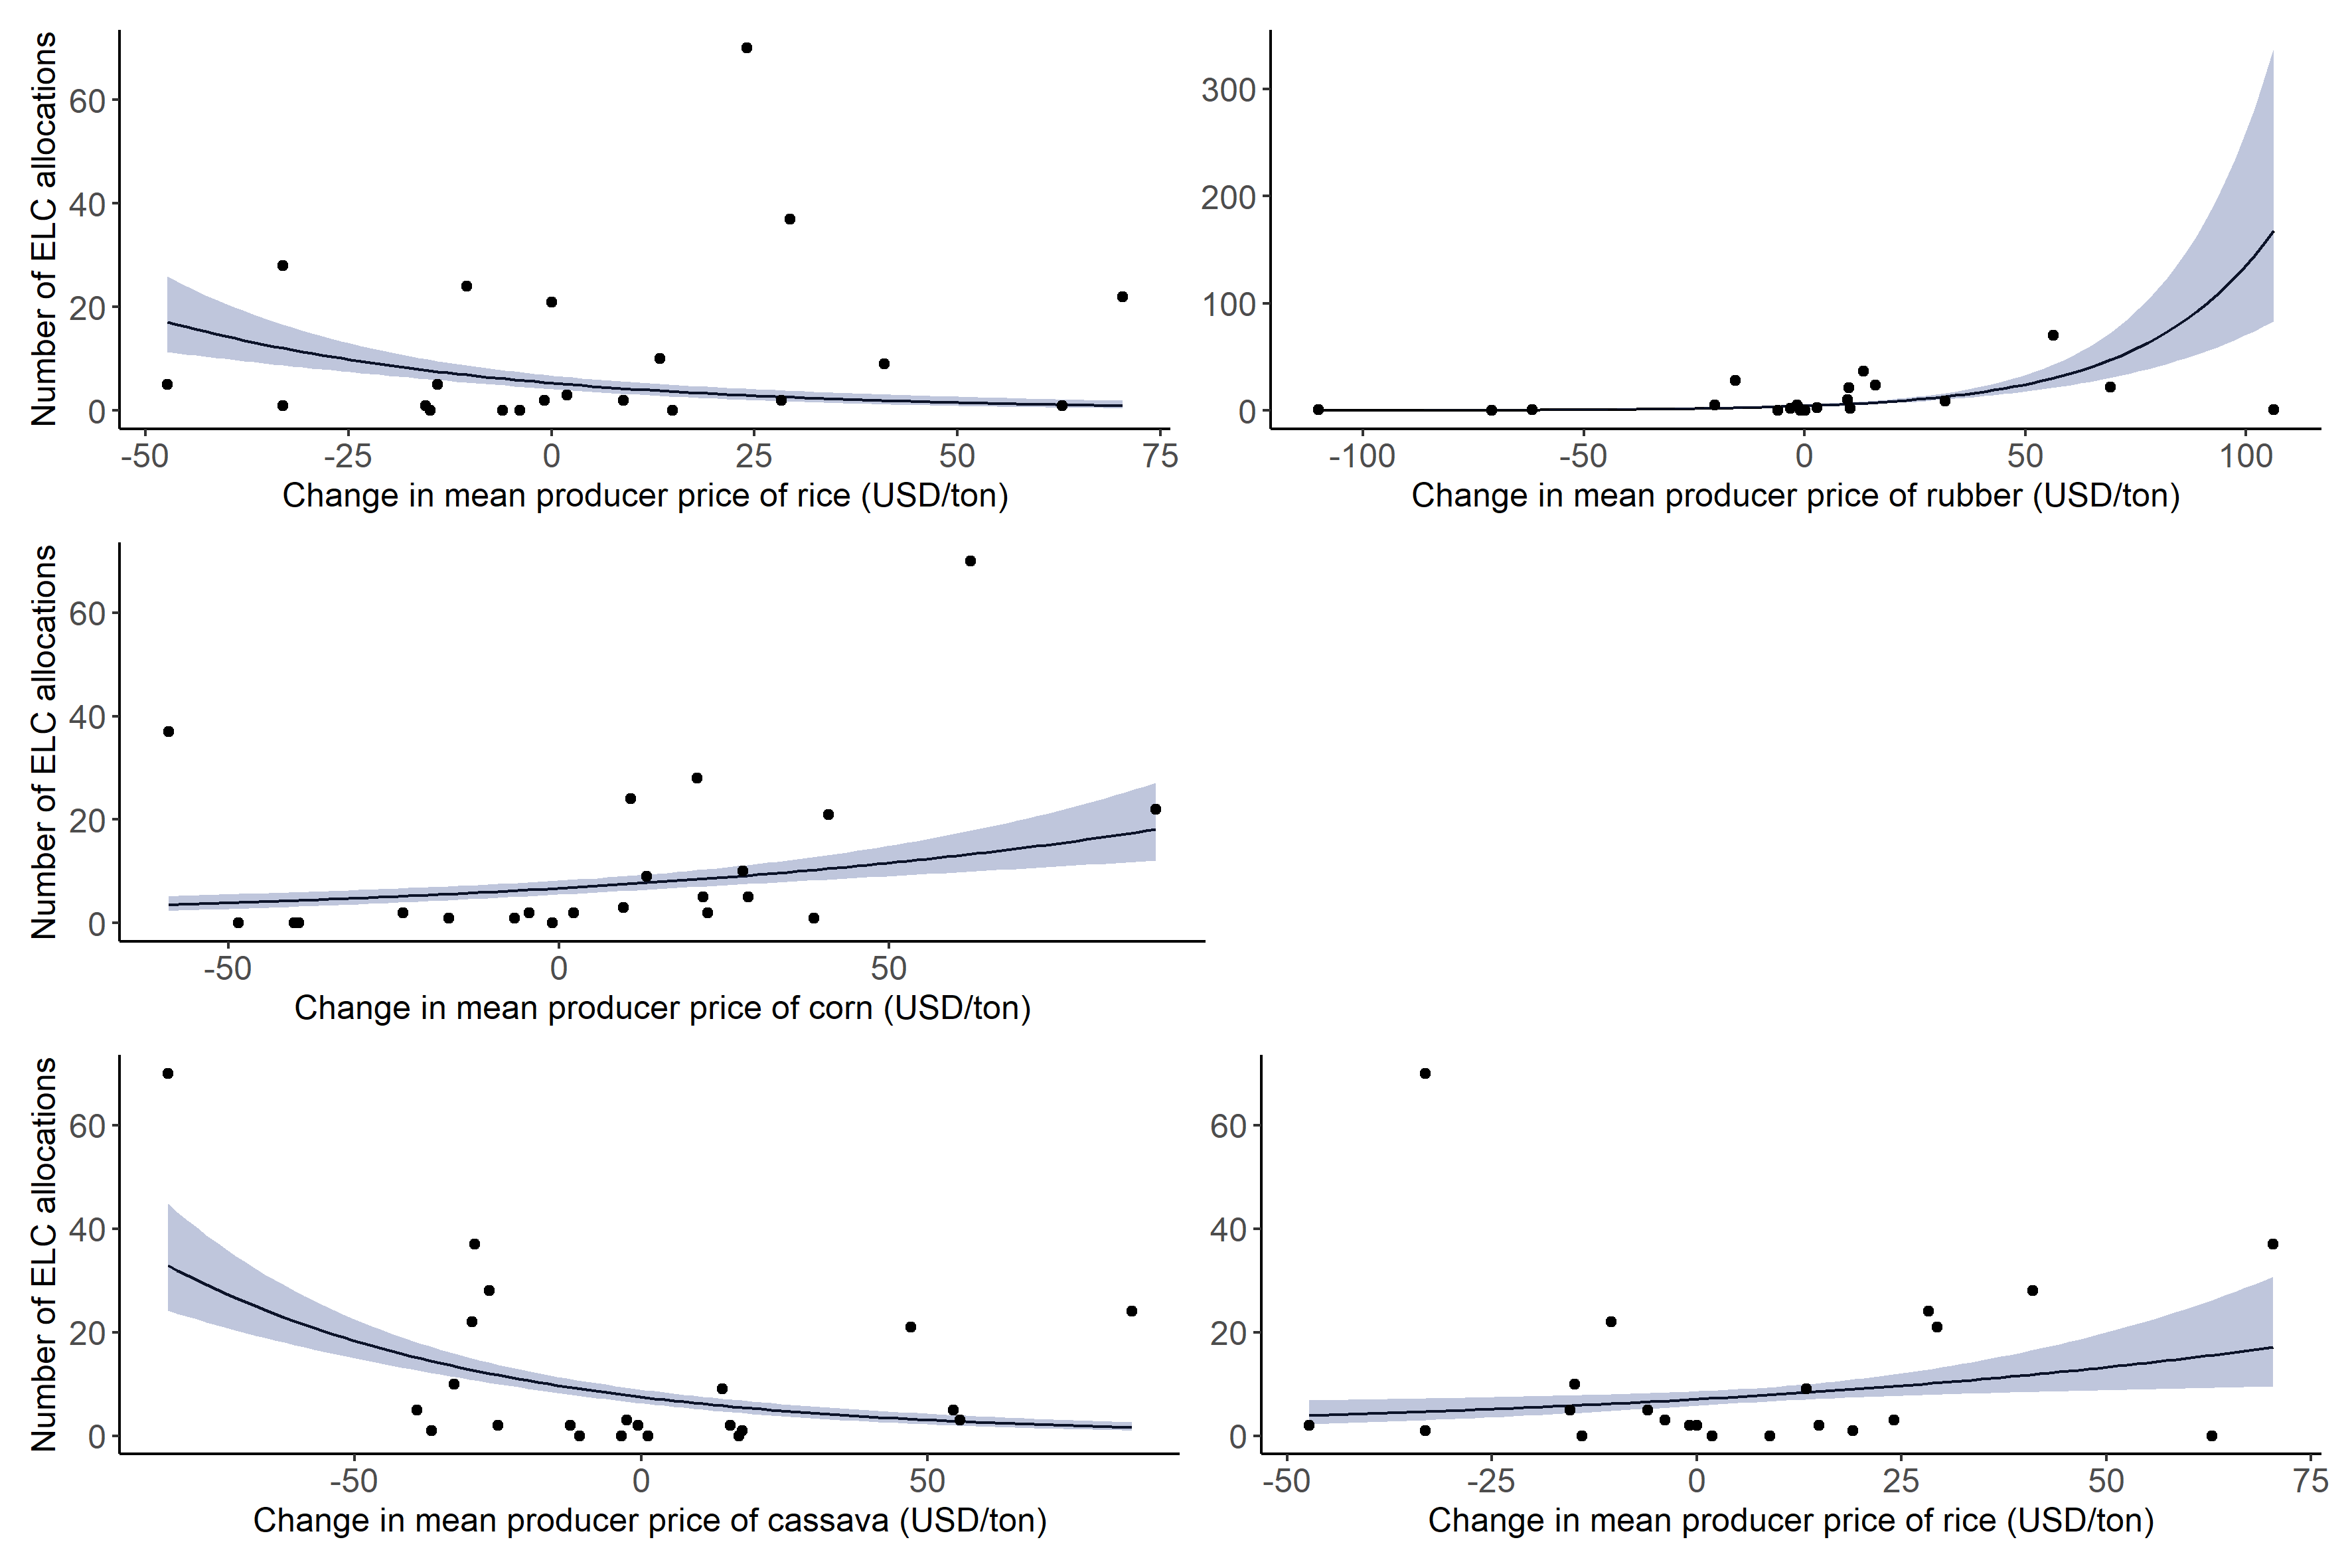 Number of ELC allocations
60
40
20
0
-50 -25 0 25 50 75
Change in mean producer price of rice (USD/ton)
300
200
100
0
-100 -50 0 50 100
Change in mean producer price of rubber (USD/ton)
Number of ELC allocations
60
40
20
0
-50 0 50
Change in mean producer price of corn (USD/ton)
Number of ELC allocations
60
40
20
0
-50 0 50
Change in mean producer price of cassava (USD/ton)
60
40
20
0
-50 -25 0 25 50 75
Change in mean producer price of rice (USD/ton)